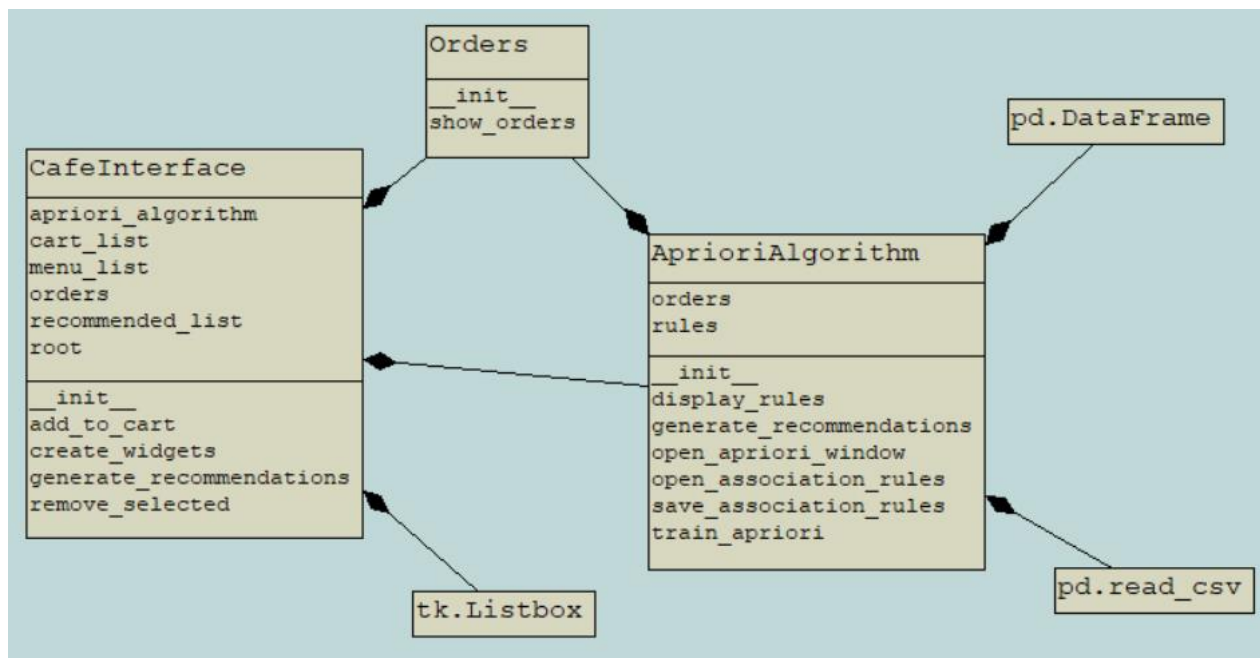 Orders
__init__
show_orders
pd.DataFrame
CafeInterface
apriori_algorithm
cart_list
menu_list
orders
recommended_list
root
__init__
add_to_cart
create_widgets
generate_recommendations
remove_selected
AprioriAlgorithm
orders
rules
__init__
display_rules
generate_recommendations
open_apriori_window
open_association_rules
save_association_rules
train_apriori
tk.Listbox
pd.read_csv